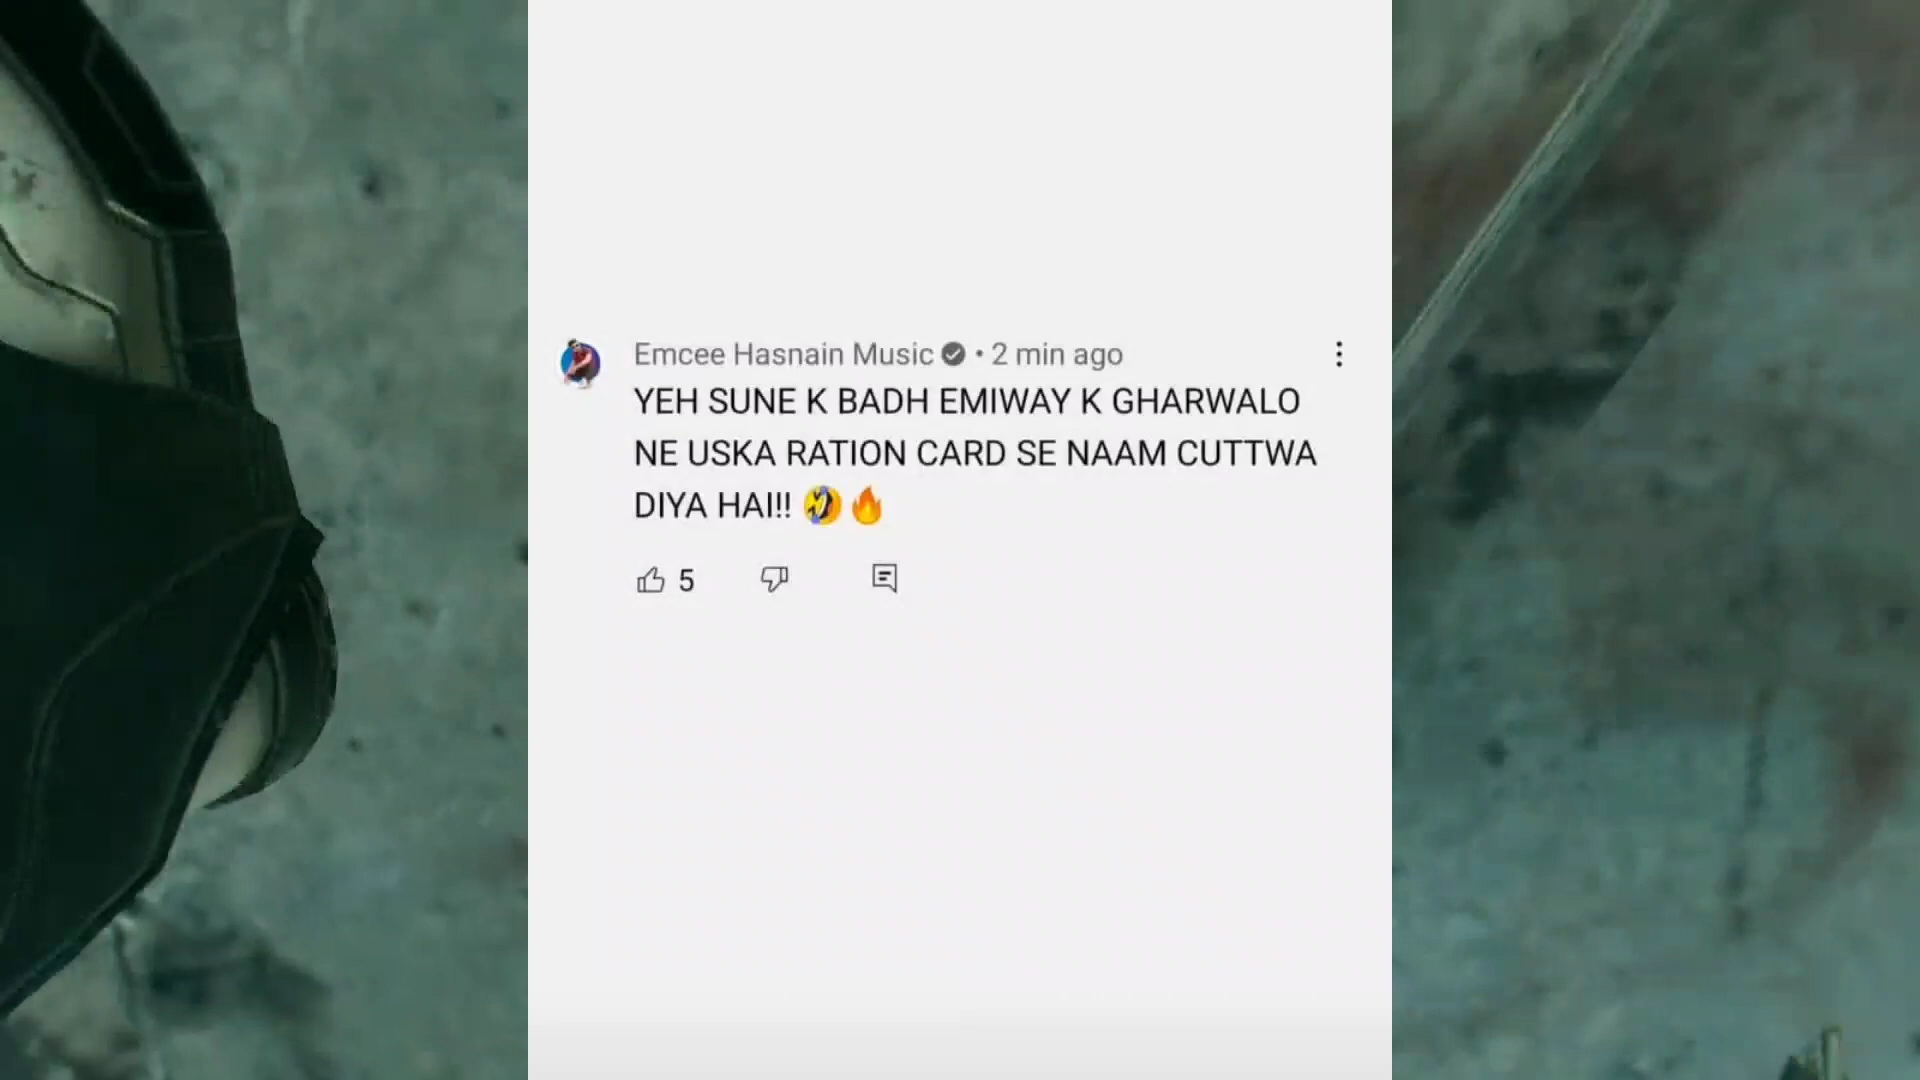 Emcee Hasnain Music • 2 min ago
YEH SUNE K BADH EMIWAY K GHARWALO
NE USKA RATION CARD SE NAAM CUTTWA
DIYA HAI!! 🤣🔥
5